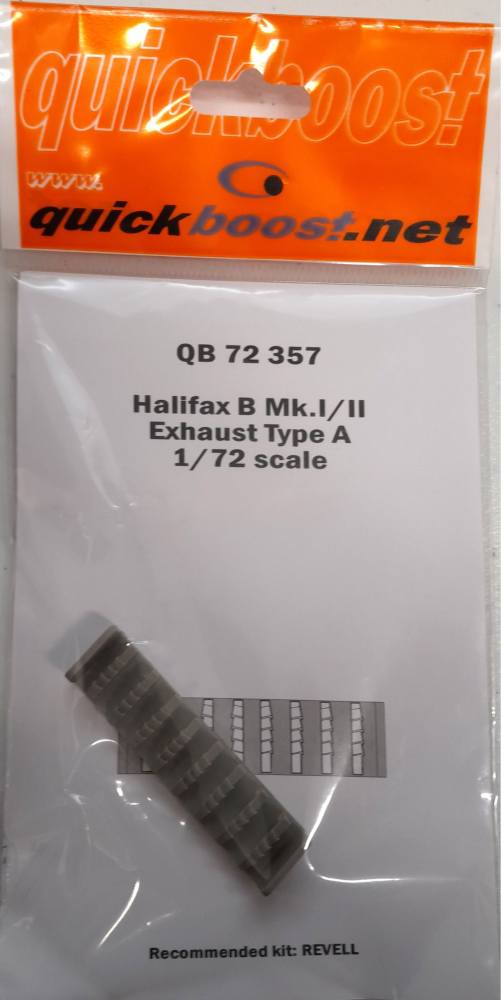 quickboost
www.
quickboost.net
QB 72 357
Halifax B Mk.I/II
Exhaust Type A
1/72 scale
Recommended kit: REVELL